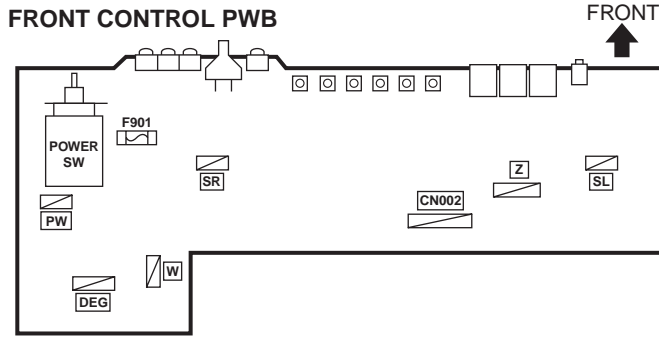 FRONT CONTROL PWB
FRONT
F901
POWER
SW
SR
Z
SL
PW
CN002
W
DEG